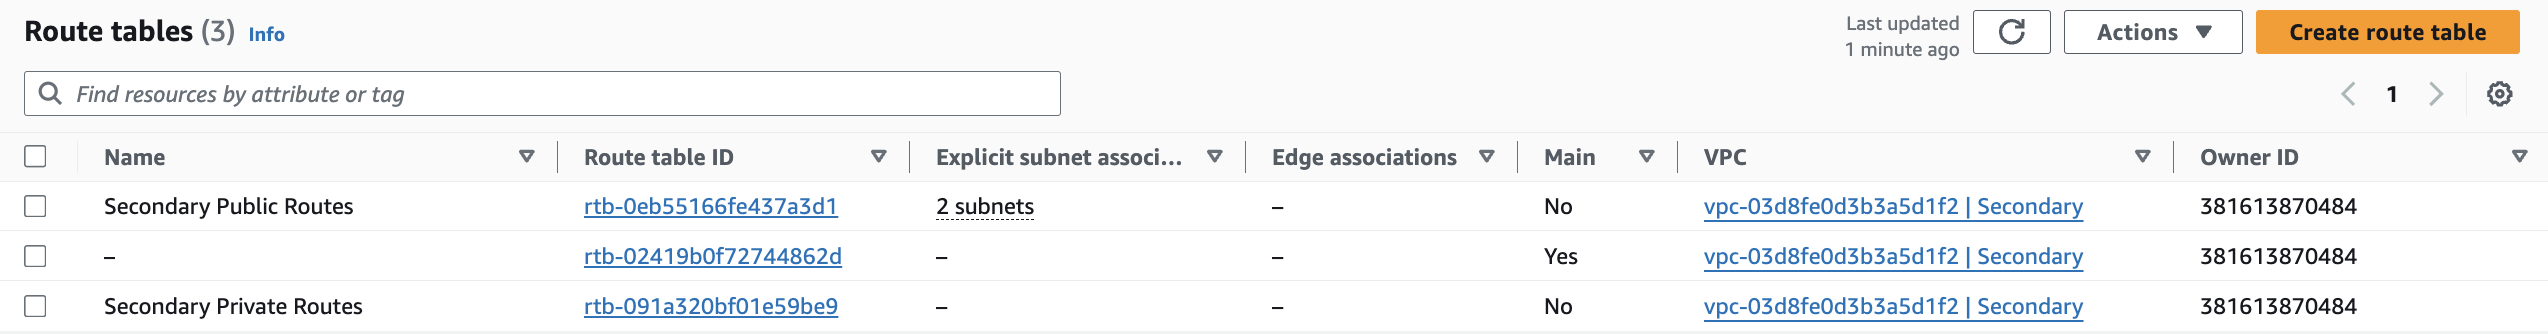 Route tables (3) Info
Last updated
1 minute ago
Actions
Create route table
Find resources by attribute or tag
1
Name Route table ID Explicit subnet associ... Edge associations Main VPC Owner ID
Secondary Public Routes rtb-0eb55166fe437a3d1 2 subnets – No vpc-03d8fe0d3b3a5d1f2 | Secondary 381613870484
– rtb-02419b0f72744862d – – Yes vpc-03d8fe0d3b3a5d1f2 | Secondary 381613870484
Secondary Private Routes rtb-091a320bf01e59be9 – – No vpc-03d8fe0d3b3a5d1f2 | Secondary 381613870484